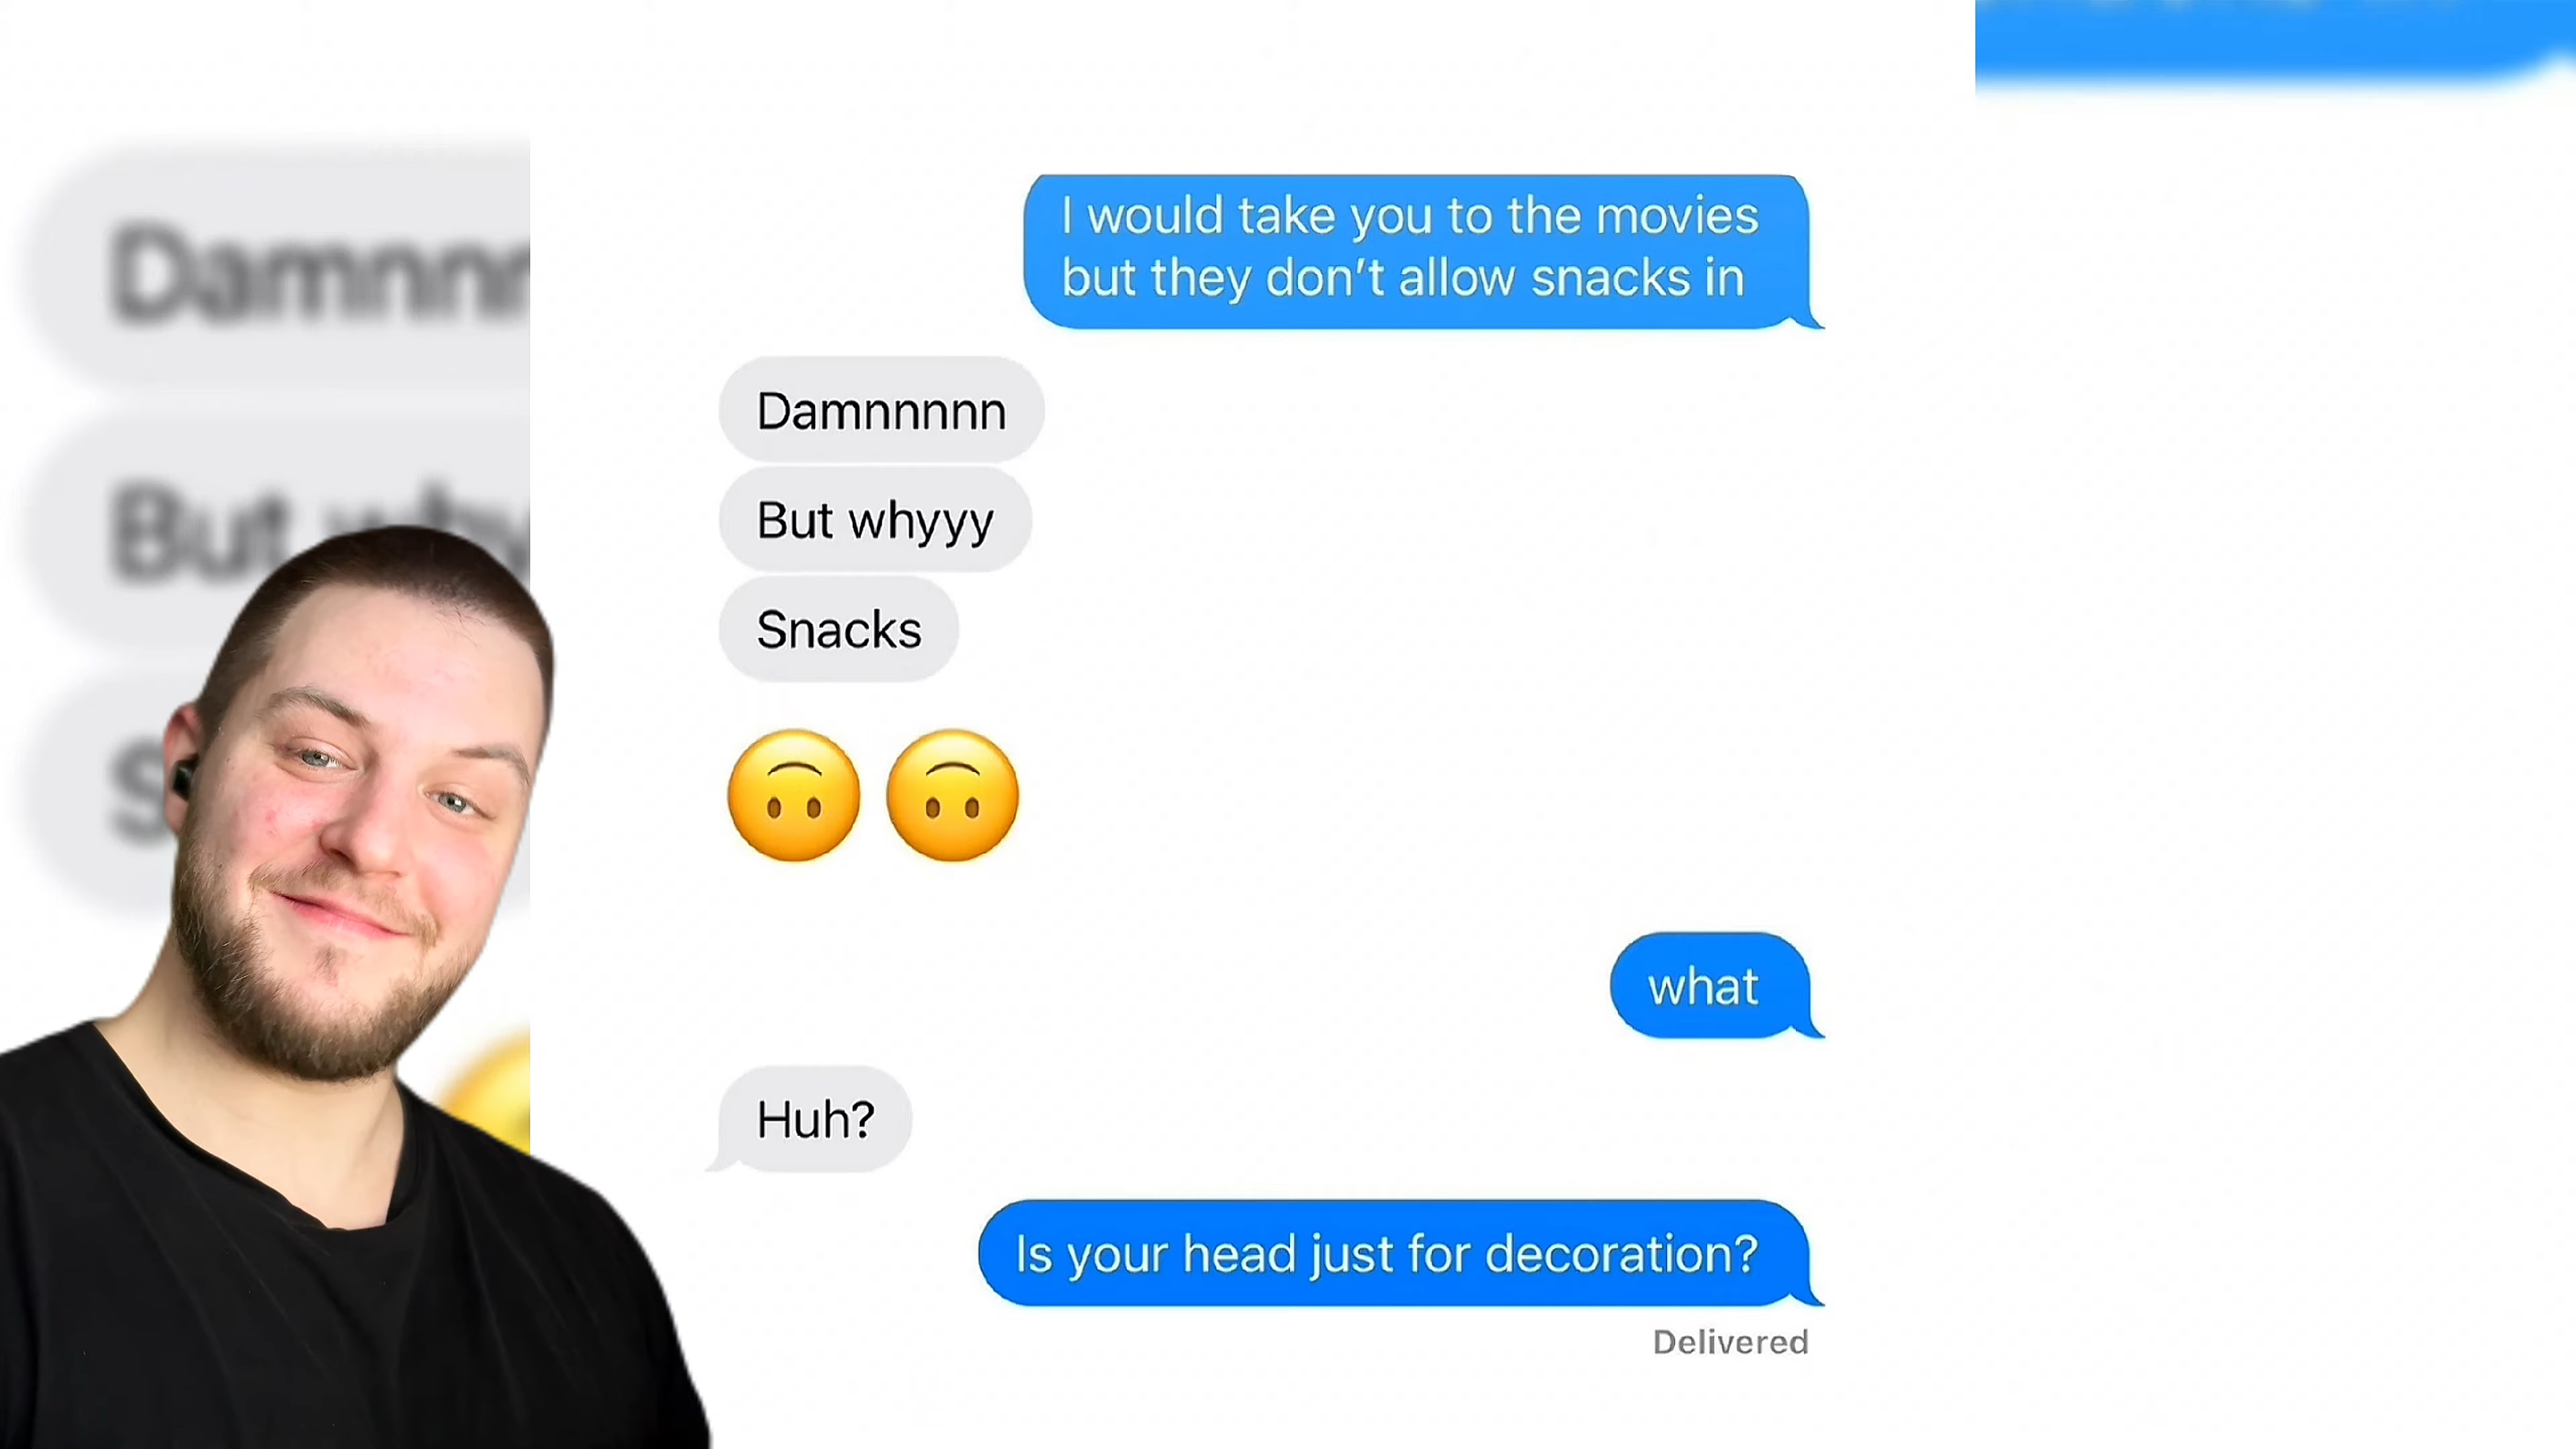 I would take you to the movies
but they don't allow snacks in
Damnnnnn
But whyyy
Snacks
what
Huh?
Is your head just for decoration?
Delivered